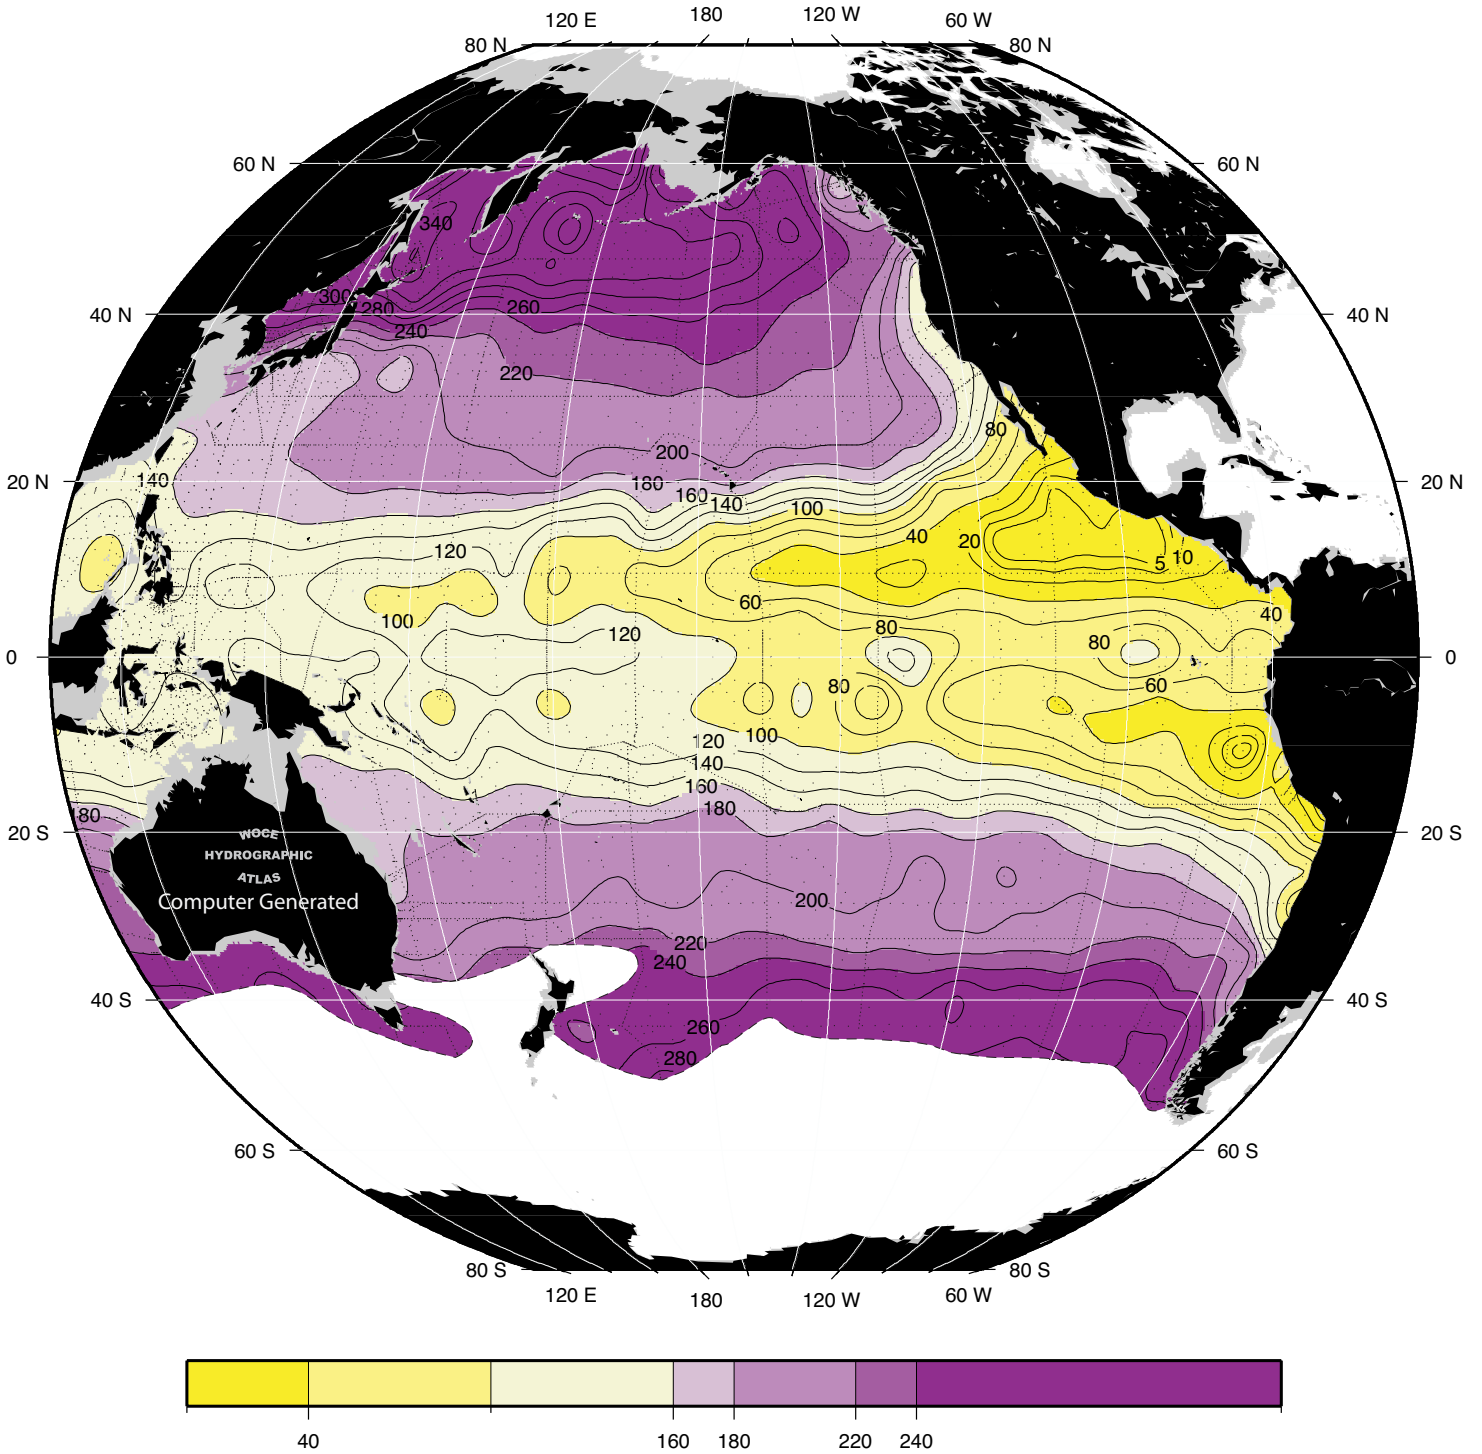 120 E 180 120 W 60 W
80 N 80 N
60 N 60 N
340
300 280 260
40 N 240 40 N
220
80
200
20 N 140 180 160 140 100 20 N
120 40 20 5 10
60
100 120 80 80 40
0 0
80 60
120 100
140
160
80 180
20 S 20 S
WOCE
HYDROGRAPHIC
ATLAS
Computer Generated
200
220
240
40 S 40 S
260
280
60 S 60 S
80 S 80 S
120 E 180 120 W 60 W
40 160 180 220 240